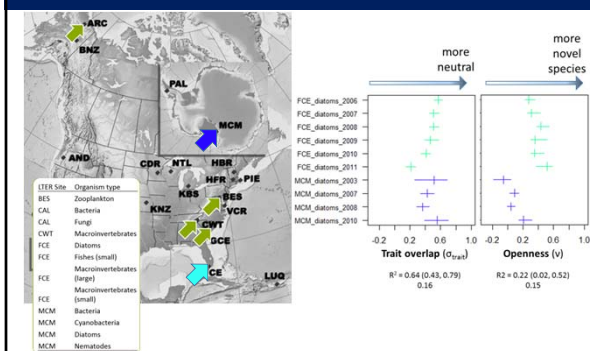 ARC
BNZ
PAL
MCM
AND
CDR
NTL
HBR
HFR
PIE
KBS
BES
KNZ
VCR
CWT
GCE
CE
LUQ
LTER Site Organism type
BES Zooplankton
CAL Bacteria
CAL Fungi
CWT Macroinvertebrates
FCE Diatoms
FCE Fishes (small)
FCE Macroinvertebrates (large)
FCE Macroinvertebrates (small)
MCM Bacteria
MCM Cyanobacteria
MCM Diatoms
MCM Nematodes
more neutral
more novel species
FCE_diatoms_2006
FCE_diatoms_2007
FCE_diatoms_2008
FCE_diatoms_2009
FCE_diatoms_2010
FCE_diatoms_2011
MCM_diatoms_2003
MCM_diatoms_2007
MCM_diatoms_2008
MCM_diatoms_2010
-0.2 0.2 0.6 1.0
-0.2 0.2 0.6 1.0
Trait overlap (σtrait)
Openness (ν)
R² = 0.64 (0.43, 0.79)
0.16
R2 = 0.22 (0.02, 0.52)
0.15